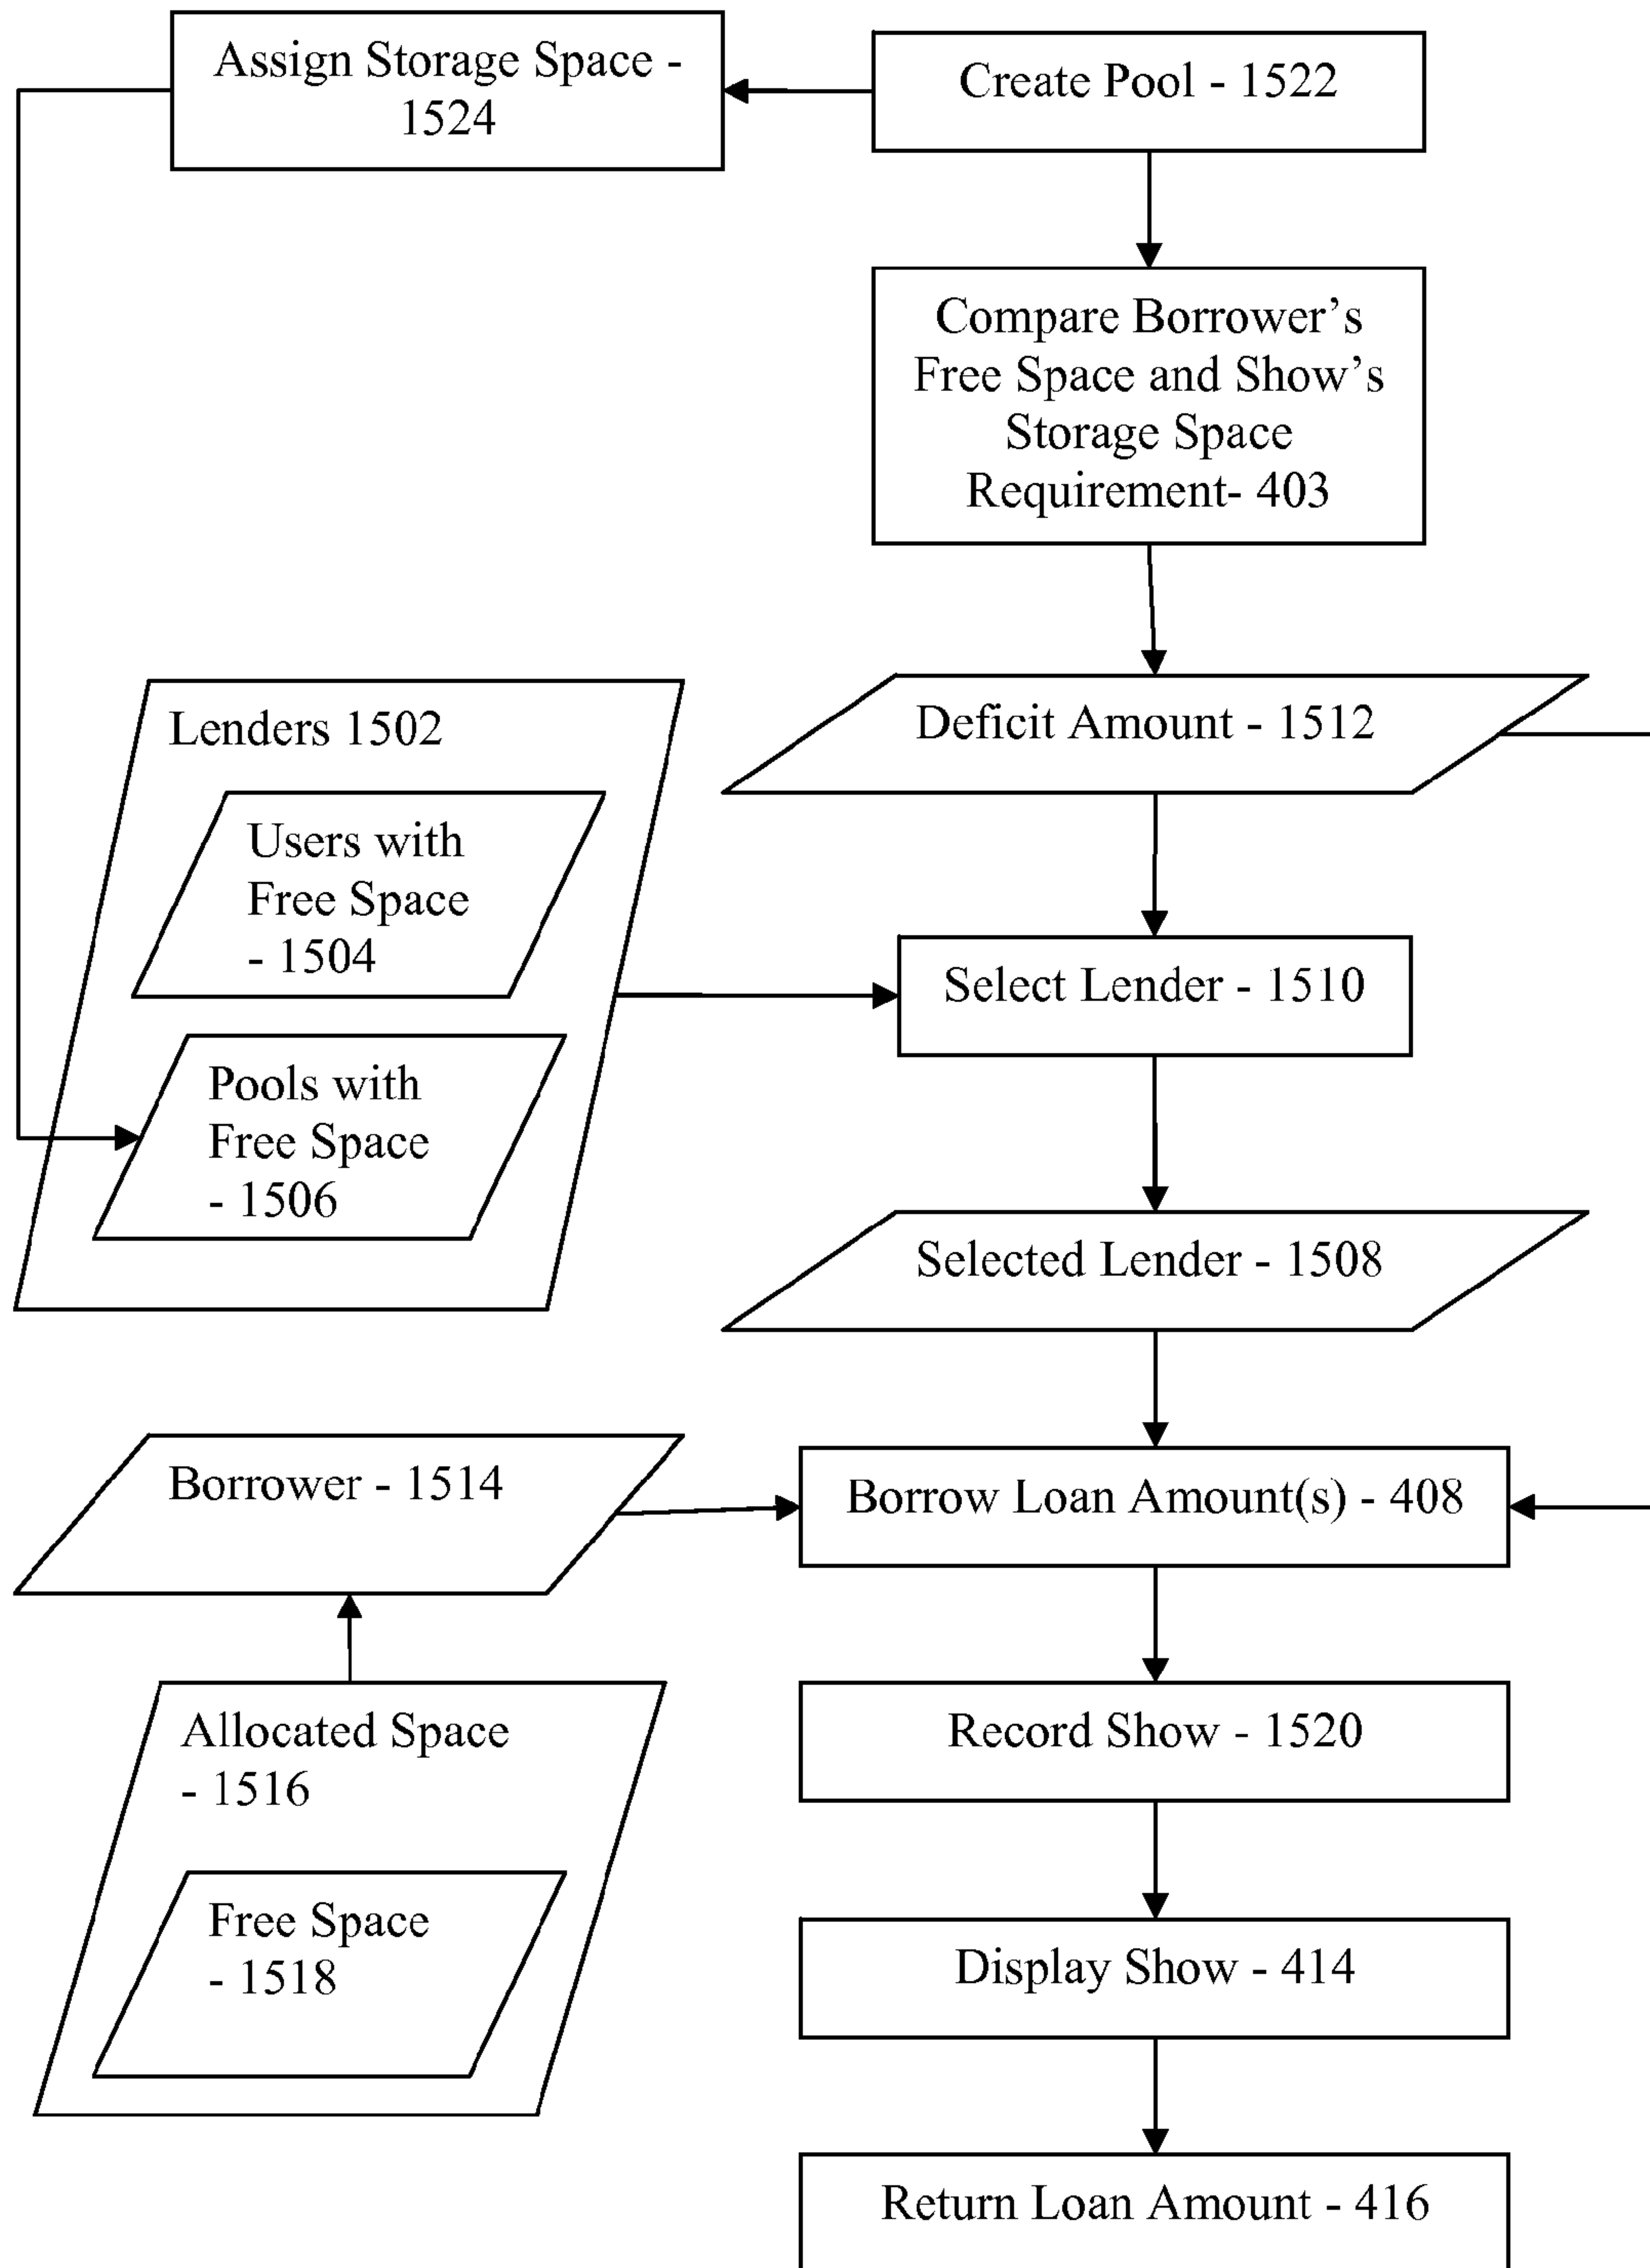 Assign Storage Space -
1524
Create Pool - 1522
Compare Borrower’s
Free Space and Show’s
Storage Space
Requirement- 403
Deficit Amount - 1512
Lenders 1502
Users with
Free Space
- 1504
Pools with
Free Space
- 1506
Select Lender - 1510
Selected Lender - 1508
Borrower - 1514
Borrow Loan Amount(s) - 408
Allocated Space
- 1516
Free Space
- 1518
Record Show - 1520
Display Show - 414
Return Loan Amount - 416